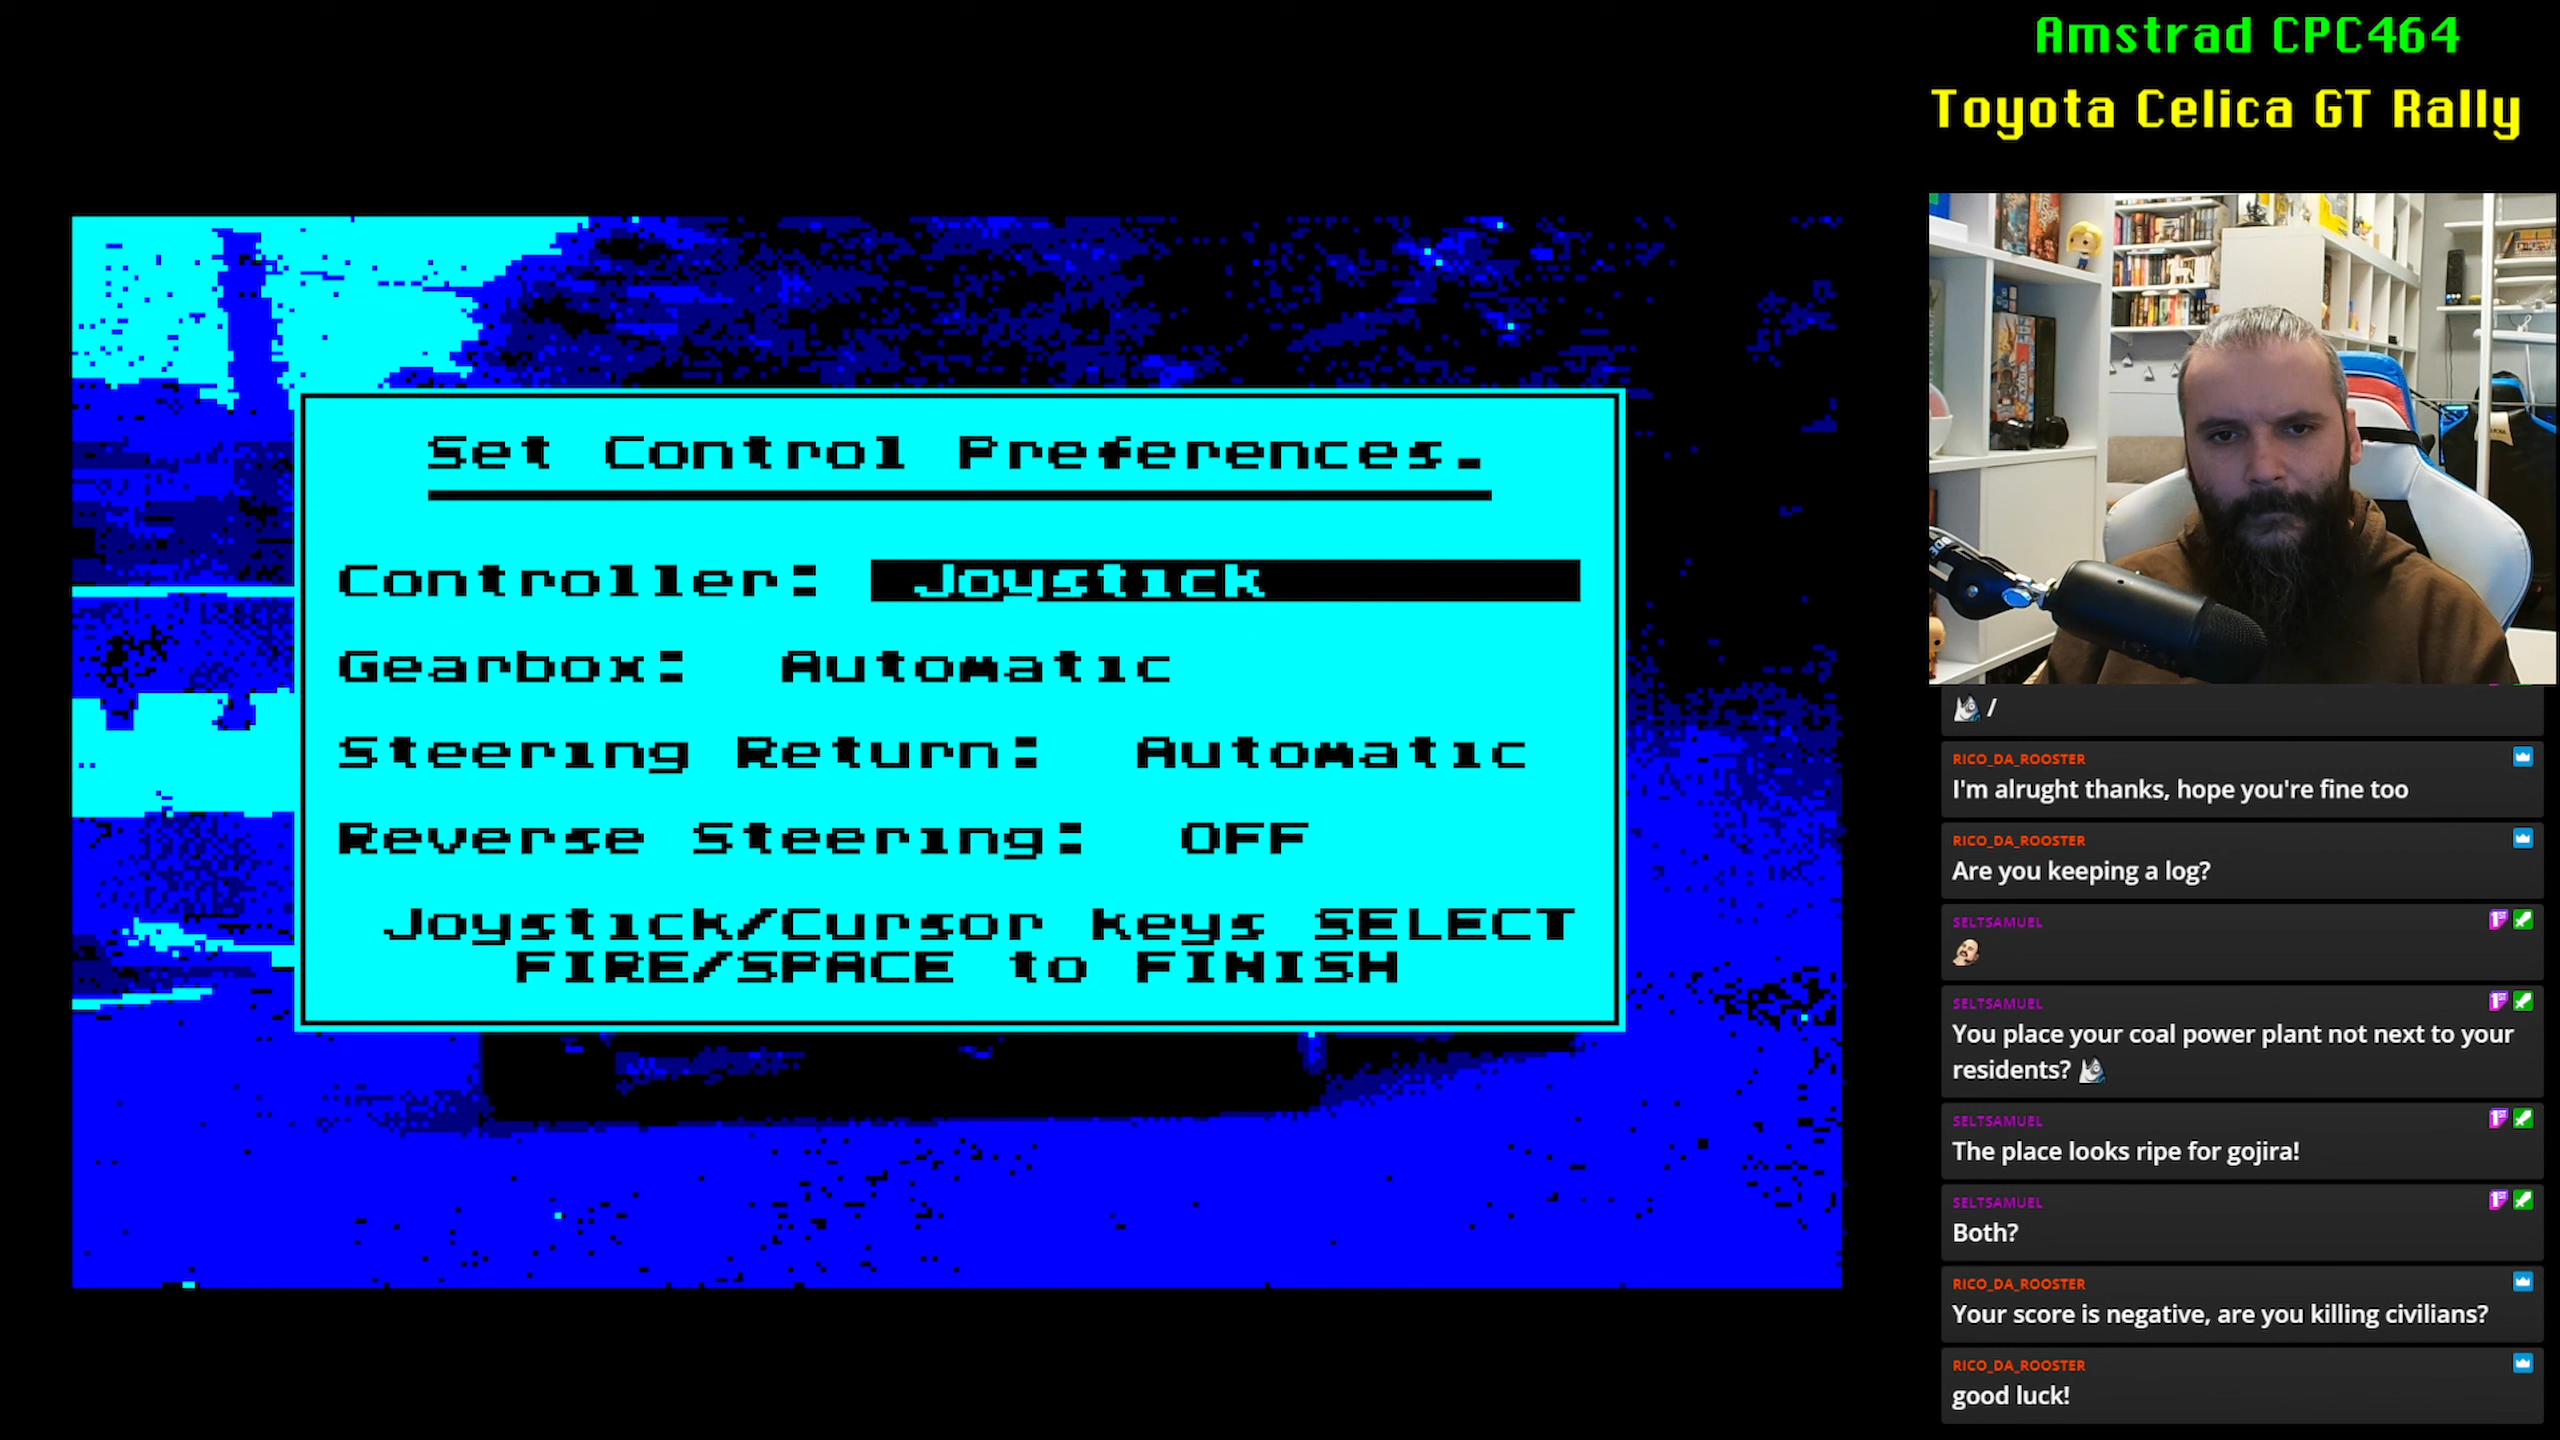 Amstrad CPC464
Toyota Celica GT Rally
Set Control Preferences.
Controller: Joystick
Gearbox: Automatic
Steering Return: Automatic
Reverse Steering: OFF
Joystick/Cursor keys SELECT
FIRE/SPACE to FINISH
/
RICO_DA_ROOSTER
I'm alrught thanks, hope you're fine too
RICO_DA_ROOSTER
Are you keeping a log?
SELTSAMUEL
SELTSAMUEL
You place your coal power plant not next to your
residents?
SELTSAMUEL
The place looks ripe for gojira!
SELTSAMUEL
Both?
RICO_DA_ROOSTER
Your score is negative, are you killing civilians?
RICO_DA_ROOSTER
good luck!